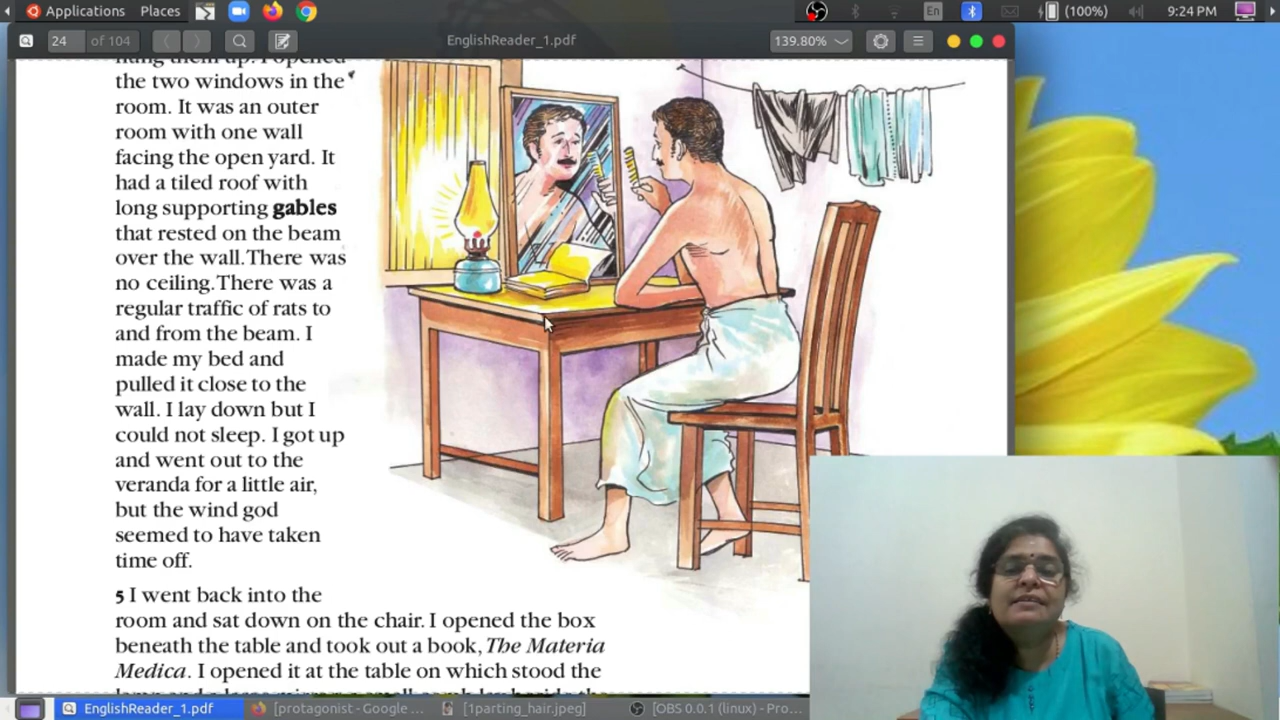 Applications Places En (100%) 9:24 PM
24 of 104 EnglishReader_1.pdf 139.80%
hung them up. I opened
the two windows in the
room. It was an outer
room with one wall
facing the open yard. It
had a tiled roof with
long supporting gables
that rested on the beam
over the wall.There was
no ceiling.There was a
regular traffic of rats to
and from the beam. I
made my bed and
pulled it close to the
wall. I lay down but I
could not sleep. I got up
and went out to the
veranda for a little air,
but the wind god
seemed to have taken
time off.
5 I went back into the
room and sat down on the chair. I opened the box
beneath the table and took out a book, The Materia
Medica. I opened it at the table on which stood the
EnglishReader_1.pdf [protagonist - Google ... [1parting_hair.jpeg] [OBS 0.0.1 (linux) - Pro...